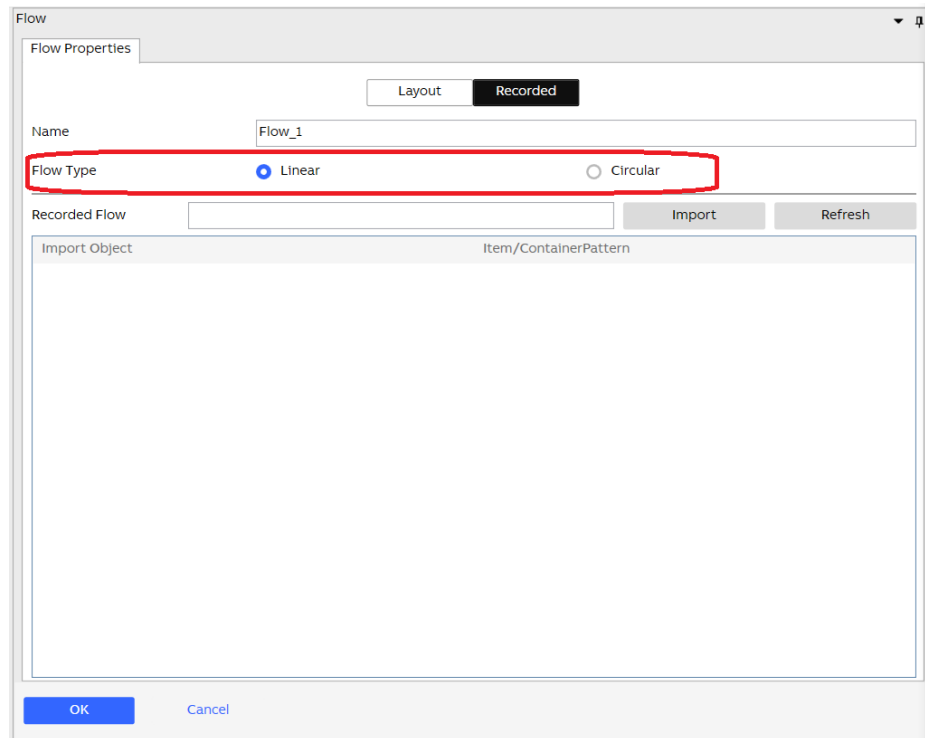 Flow
Flow Properties
Layout Recorded
Name Flow_1
Flow Type Linear Circular
Recorded Flow Import Refresh
Import Object Item/ContainerPattern
OK Cancel